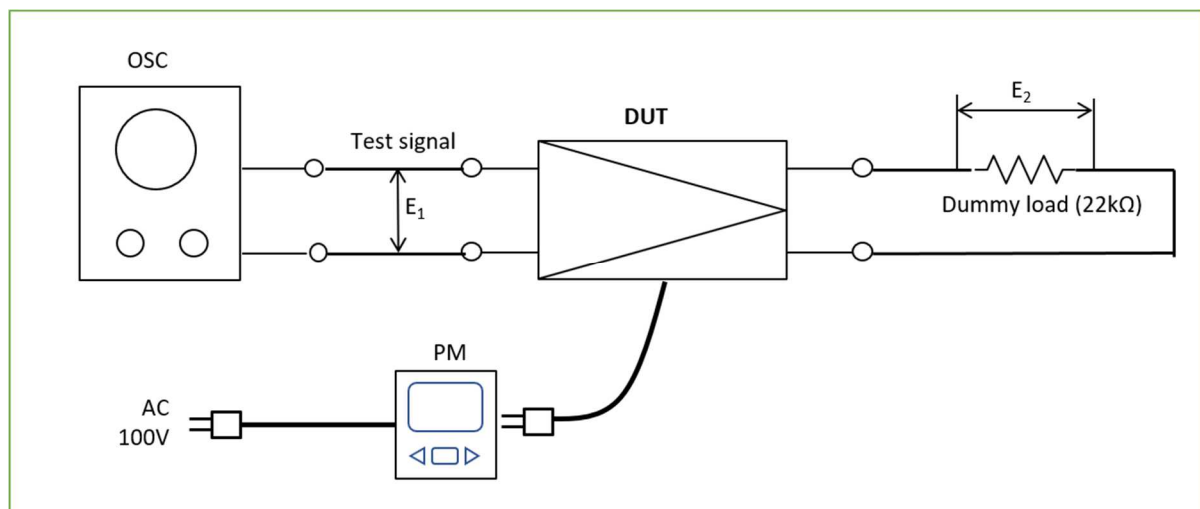 OSC
Test signal
E₁
DUT
E₂
Dummy load (22kΩ)
PM
AC
100V